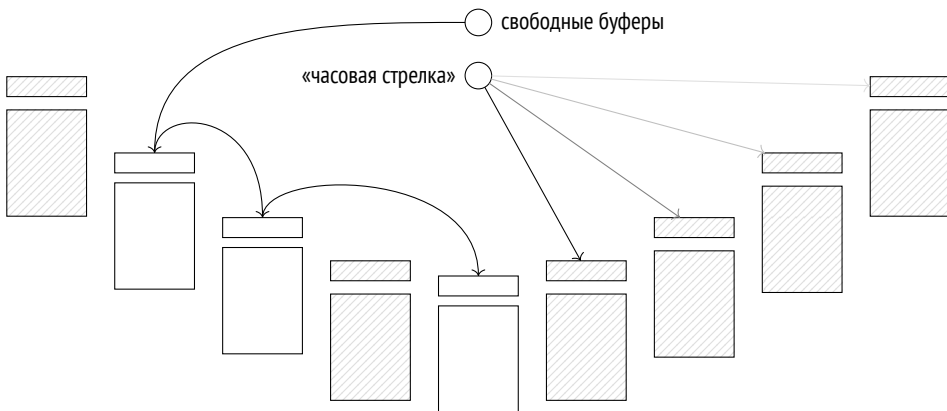 свободные буферы
«часовая стрелка»